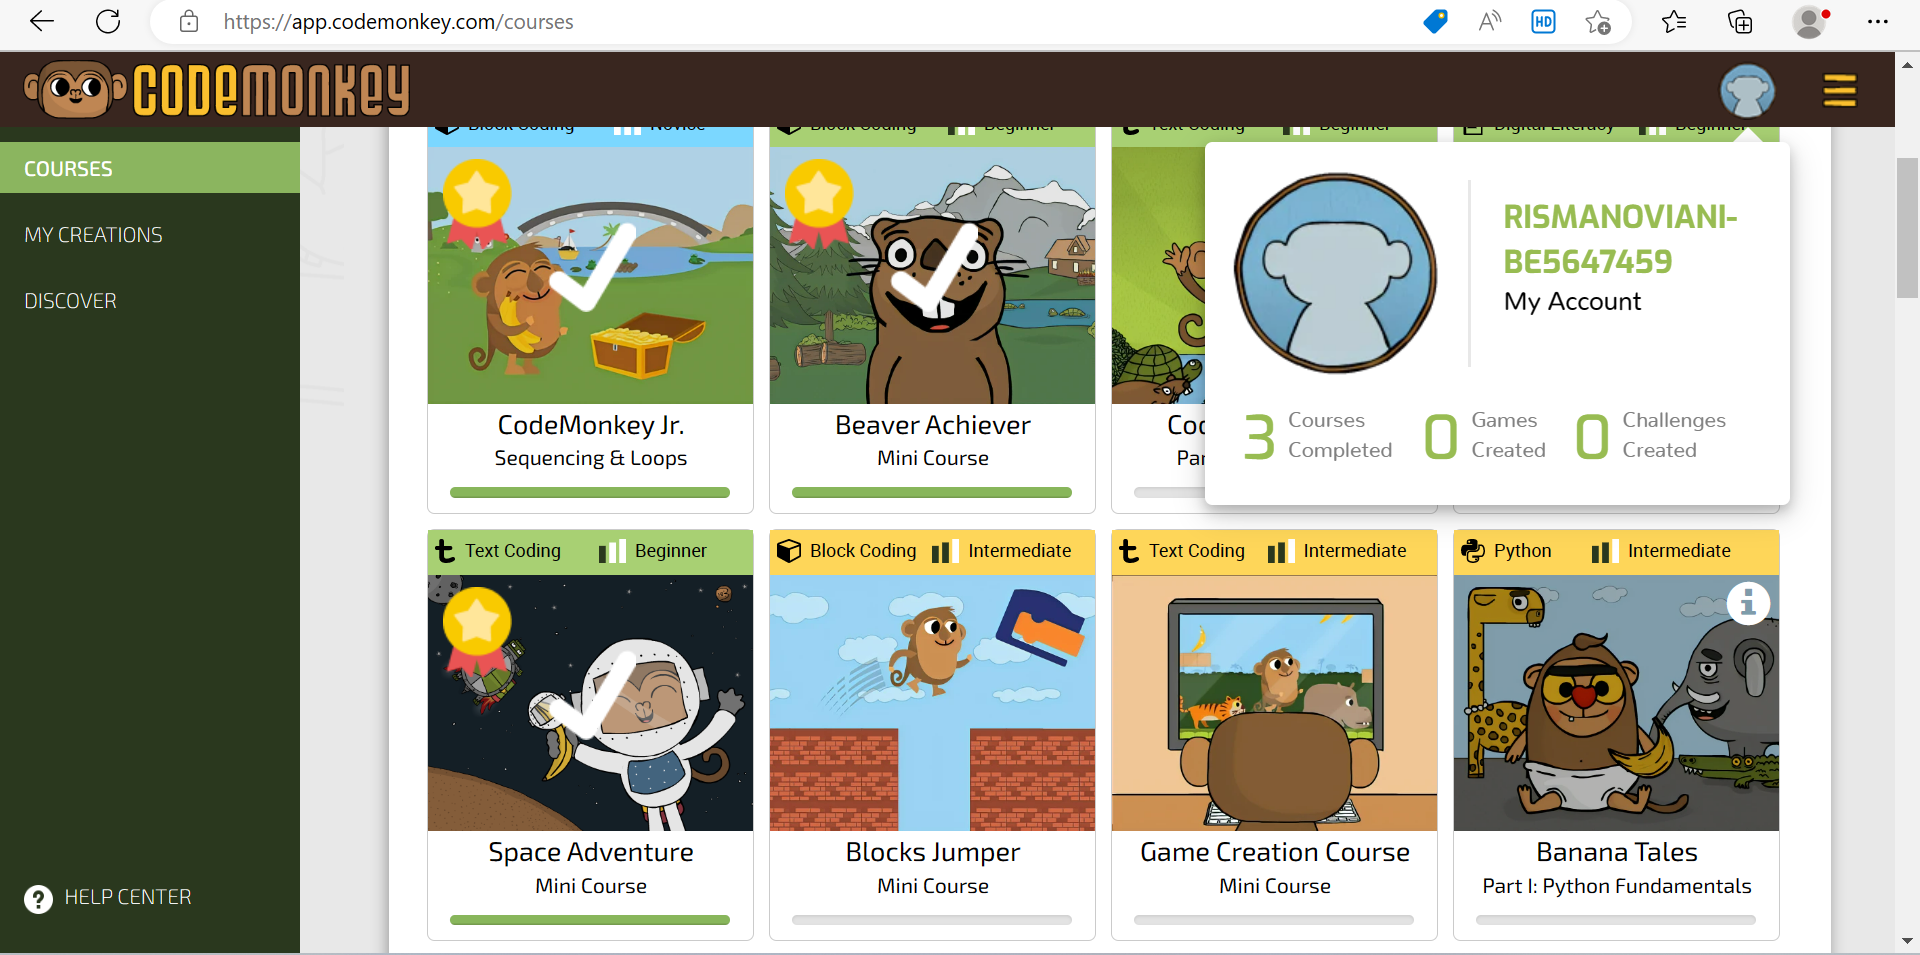 https://app.codemonkey.com/courses
HD
CODEMONKEY
COURSES
MY CREATIONS
DISCOVER
? HELP CENTER
Block Coding Novice
Block Coding Beginner
Text Coding Beginner
Digital Literacy Beginner
RISMANOVIANI-
BE5647459
My Account
3 Courses
Completed
0 Games
Created
0 Challenges
Created
CodeMonkey Jr.
Sequencing & Loops
Beaver Achiever
Mini Course
Text Coding Beginner
Block Coding Intermediate
Text Coding Intermediate
Python Intermediate
Space Adventure
Mini Course
Blocks Jumper
Mini Course
Game Creation Course
Mini Course
Banana Tales
Part I: Python Fundamentals